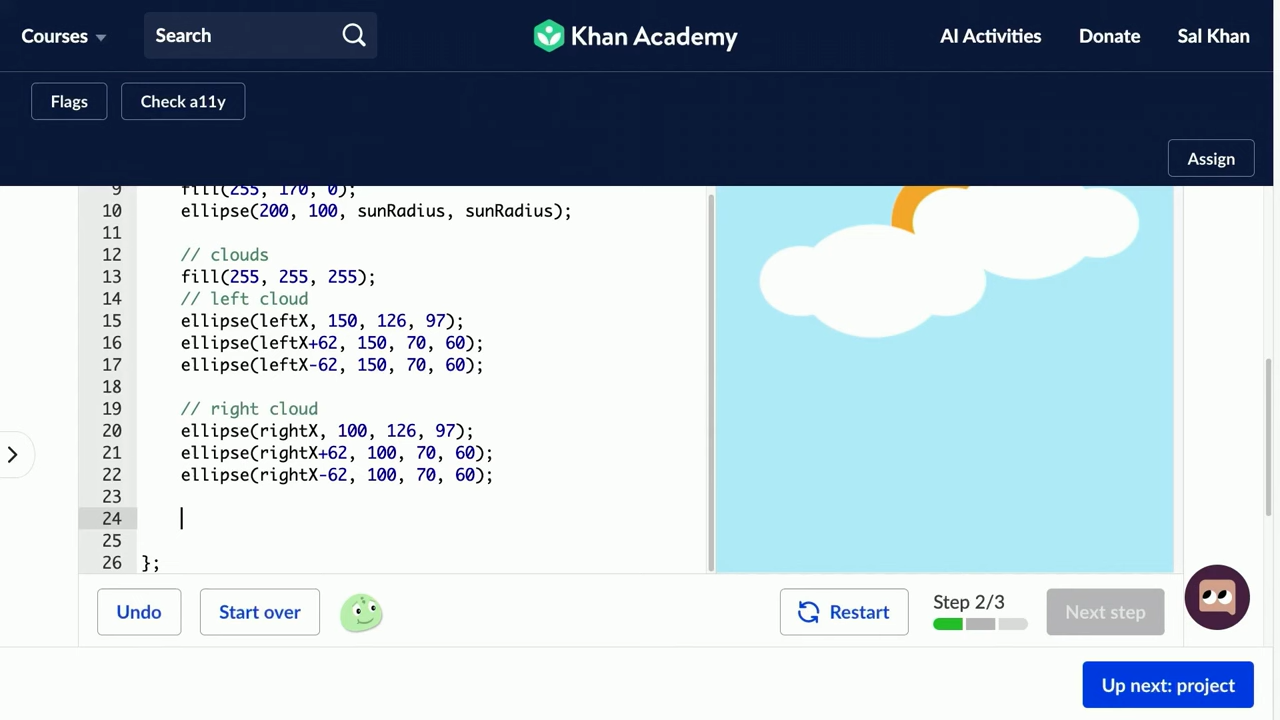 Courses
Search
Khan Academy
AI Activities
Donate
Sal Khan
Flags
Check a11y
Assign
9 fill(255, 170, 0);
10 ellipse(200, 100, sunRadius, sunRadius);
11
12 // clouds
13 fill(255, 255, 255);
14 // left cloud
15 ellipse(leftX, 150, 126, 97);
16 ellipse(leftX+62, 150, 70, 60);
17 ellipse(leftX-62, 150, 70, 60);
18
19 // right cloud
20 ellipse(rightX, 100, 126, 97);
21 ellipse(rightX+62, 100, 70, 60);
22 ellipse(rightX-62, 100, 70, 60);
23
24
25
26 };
Undo
Start over
Restart
Step 2/3
Next step
Up next: project